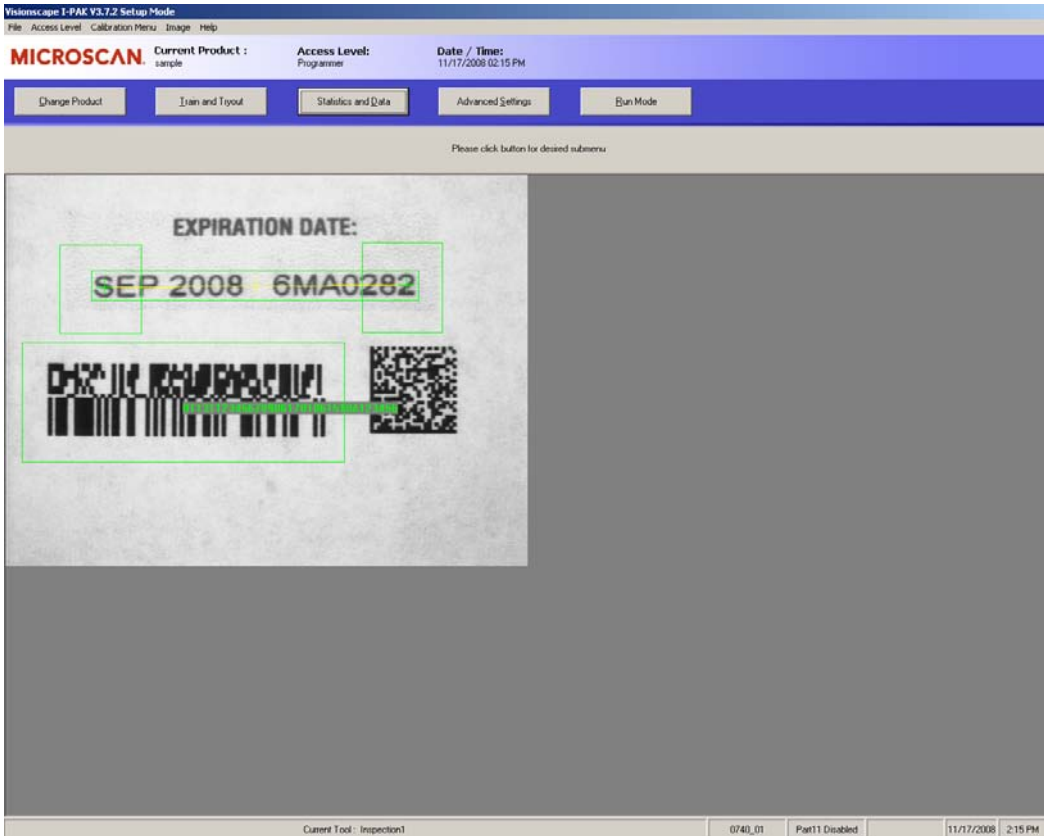 Visionscape I-PAK V3.7.2 Setup Mode
File Access Level Calibration Menu Image Help
MICROSCAN. Current Product : Access Level: Date / Time:
sample Programmer 11/17/2008 02:15 PM
Change Product Train and Tryout Statistics and Data Advanced Settings Run Mode
Please click button for desired submenu
EXPIRATION DATE:
SEP 2008 6MA0282
Current Tool : Inspection1 0740_01 Part11 Disabled 11/17/2008 2:15 PM